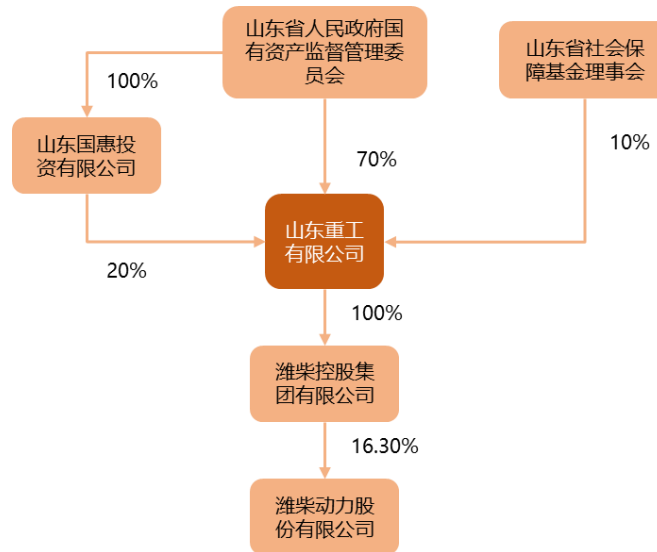 山东省人民政府国
有资产监督管理委
员会
山东省社会保
障基金理事会
100%
山东国惠投
资有限公司
70%
10%
山东重工
有限公司
20%
100%
潍柴控股集
团有限公司
16.30%
潍柴动力股
份有限公司